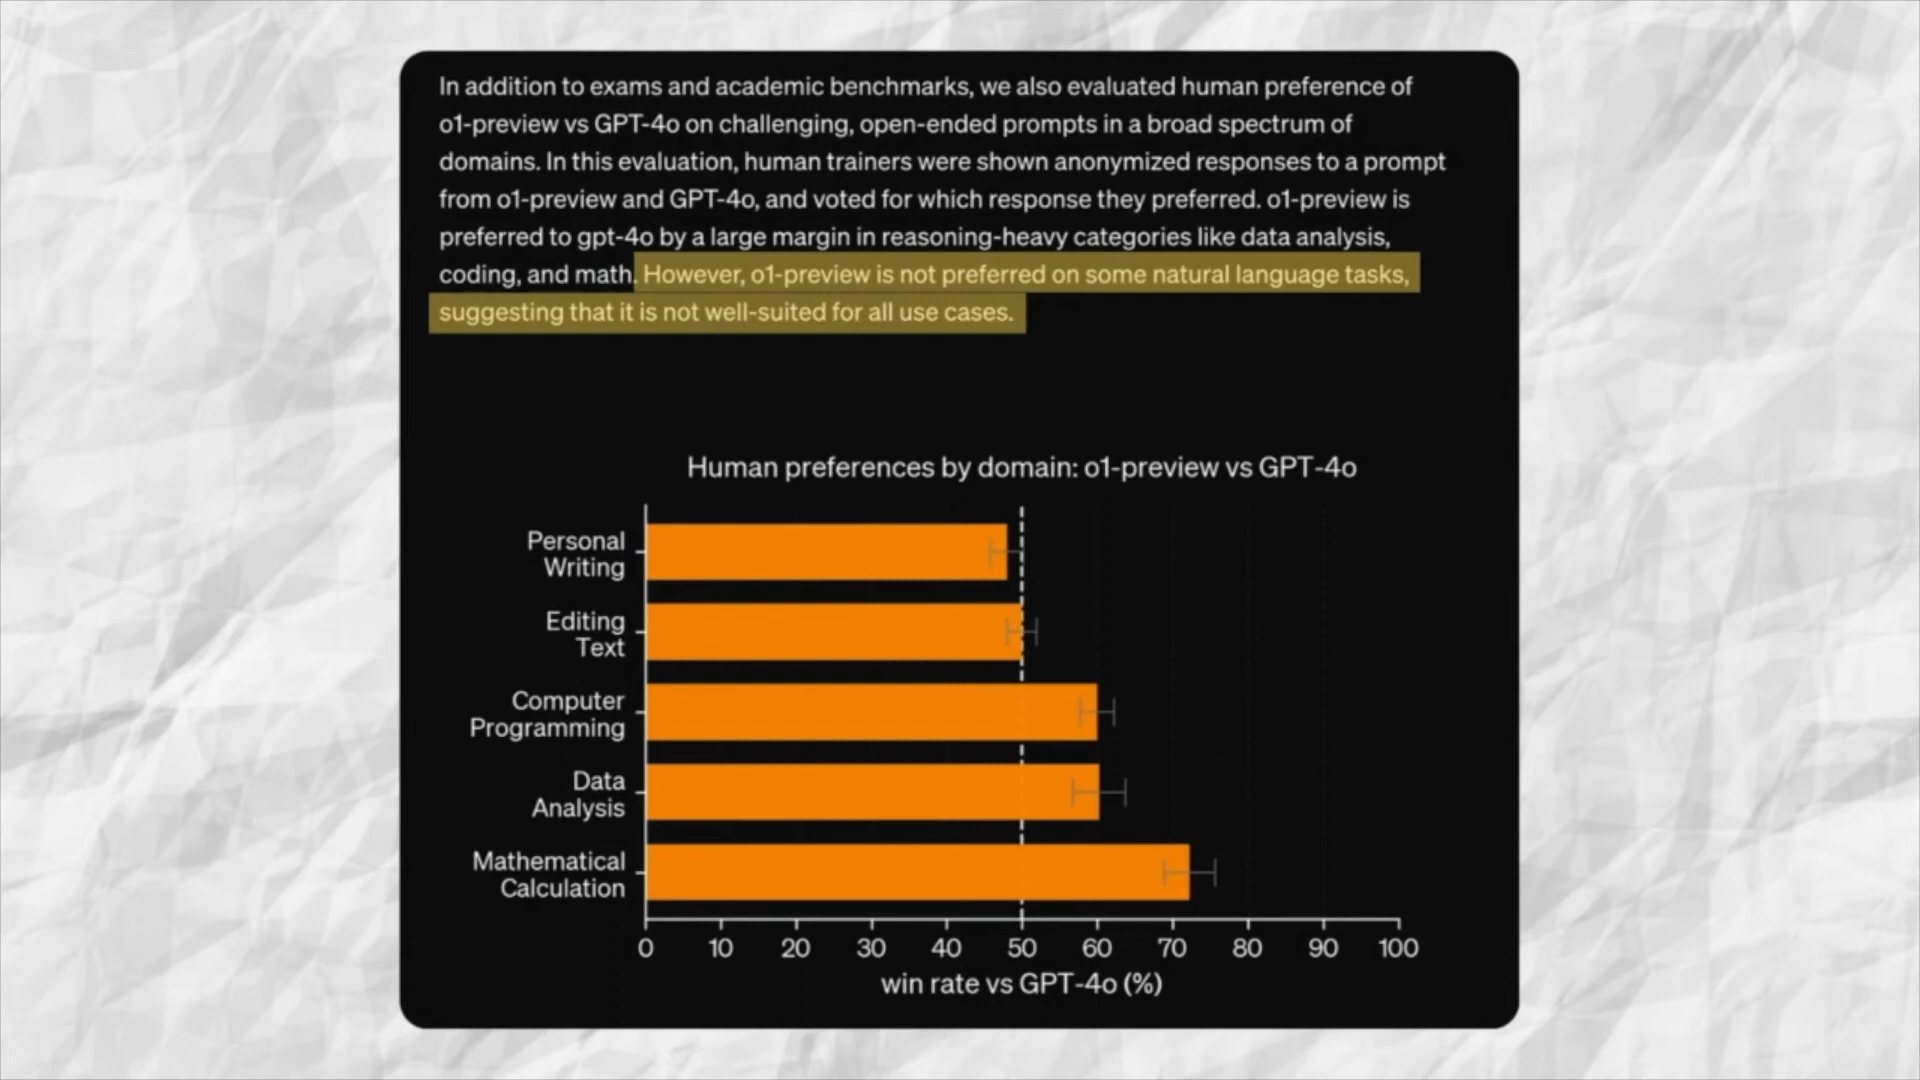 In addition to exams and academic benchmarks, we also evaluated human preference of
o1-preview vs GPT-4o on challenging, open-ended prompts in a broad spectrum of
domains. In this evaluation, human trainers were shown anonymized responses to a prompt
from o1-preview and GPT-4o, and voted for which response they preferred. o1-preview is
preferred to gpt-4o by a large margin in reasoning-heavy categories like data analysis,
coding, and math. However, o1-preview is not preferred on some natural language tasks,
suggesting that it is not well-suited for all use cases.
Human preferences by domain: o1-preview vs GPT-4o
Personal
Writing
Editing
Text
Computer
Programming
Data
Analysis
Mathematical
Calculation
0 10 20 30 40 50 60 70 80 90 100
win rate vs GPT-4o (%)